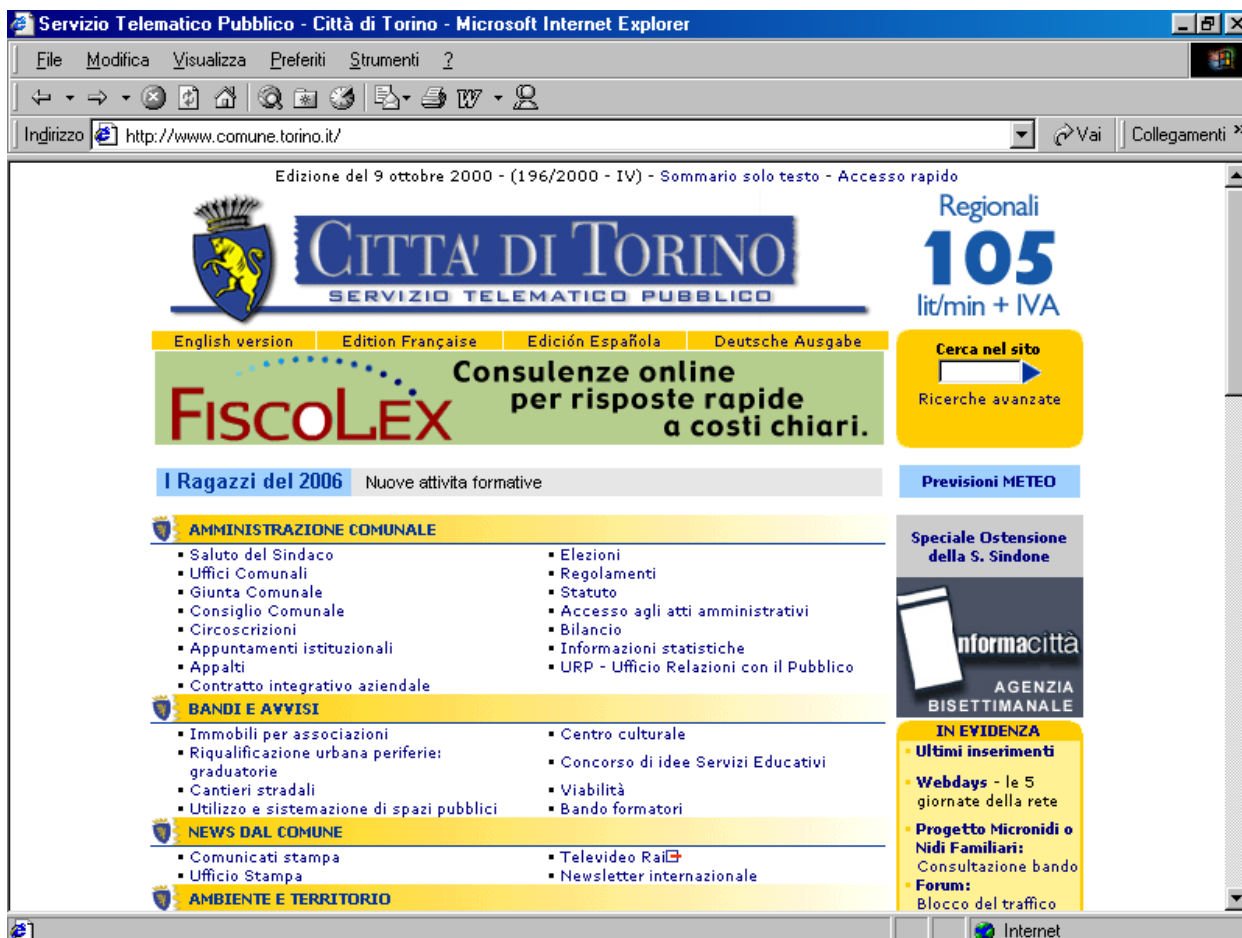 Servizio Telematico Pubblico - Città di Torino - Microsoft Internet Explorer
File Modifica Visualizza Preferiti Strumenti ?
Indirizzo http://www.comune.torino.it/ Vai Collegamenti »
Edizione del 9 ottobre 2000 - (196/2000 - IV) - Sommario solo testo - Accesso rapido
CITTA' DI TORINO
SERVIZIO TELEMATICO PUBBLICO
Regionali
105
lit/min + IVA
English version Edition Française Edición Española Deutsche Ausgabe
FISCOLEX
Consulenze online
per risposte rapide
a costi chiari.
Cerca nel sito
Ricerche avanzate
I Ragazzi del 2006 Nuove attivita formative
Previsioni METEO
AMMINISTRAZIONE COMUNALE
▪ Saluto del Sindaco
▪ Uffici Comunali
▪ Giunta Comunale
▪ Consiglio Comunale
▪ Circoscrizioni
▪ Appuntamenti istituzionali
▪ Appalti
▪ Contratto integrativo aziendale
▪ Elezioni
▪ Regolamenti
▪ Statuto
▪ Accesso agli atti amministrativi
▪ Bilancio
▪ Informazioni statistiche
▪ URP - Ufficio Relazioni con il Pubblico
BANDI E AVVISI
▪ Immobili per associazioni
▪ Riqualificazione urbana periferie:
graduatorie
▪ Cantieri stradali
▪ Utilizzo e sistemazione di spazi pubblici
▪ Centro culturale
▪ Concorso di idee Servizi Educativi
▪ Viabilità
▪ Bando formatori
NEWS DAL COMUNE
▪ Comunicati stampa
▪ Ufficio Stampa
▪ Televideo Rai
▪ Newsletter internazionale
AMBIENTE E TERRITORIO
Speciale Ostensione
della S. Sindone
Informacittà
AGENZIA
BISETTIMANALE
IN EVIDENZA
Ultimi inserimenti
Webdays - le 5
giornate della rete
Progetto Micronidi o
Nidi Familiari:
Consultazione bando
Forum:
Blocco del traffico
Internet